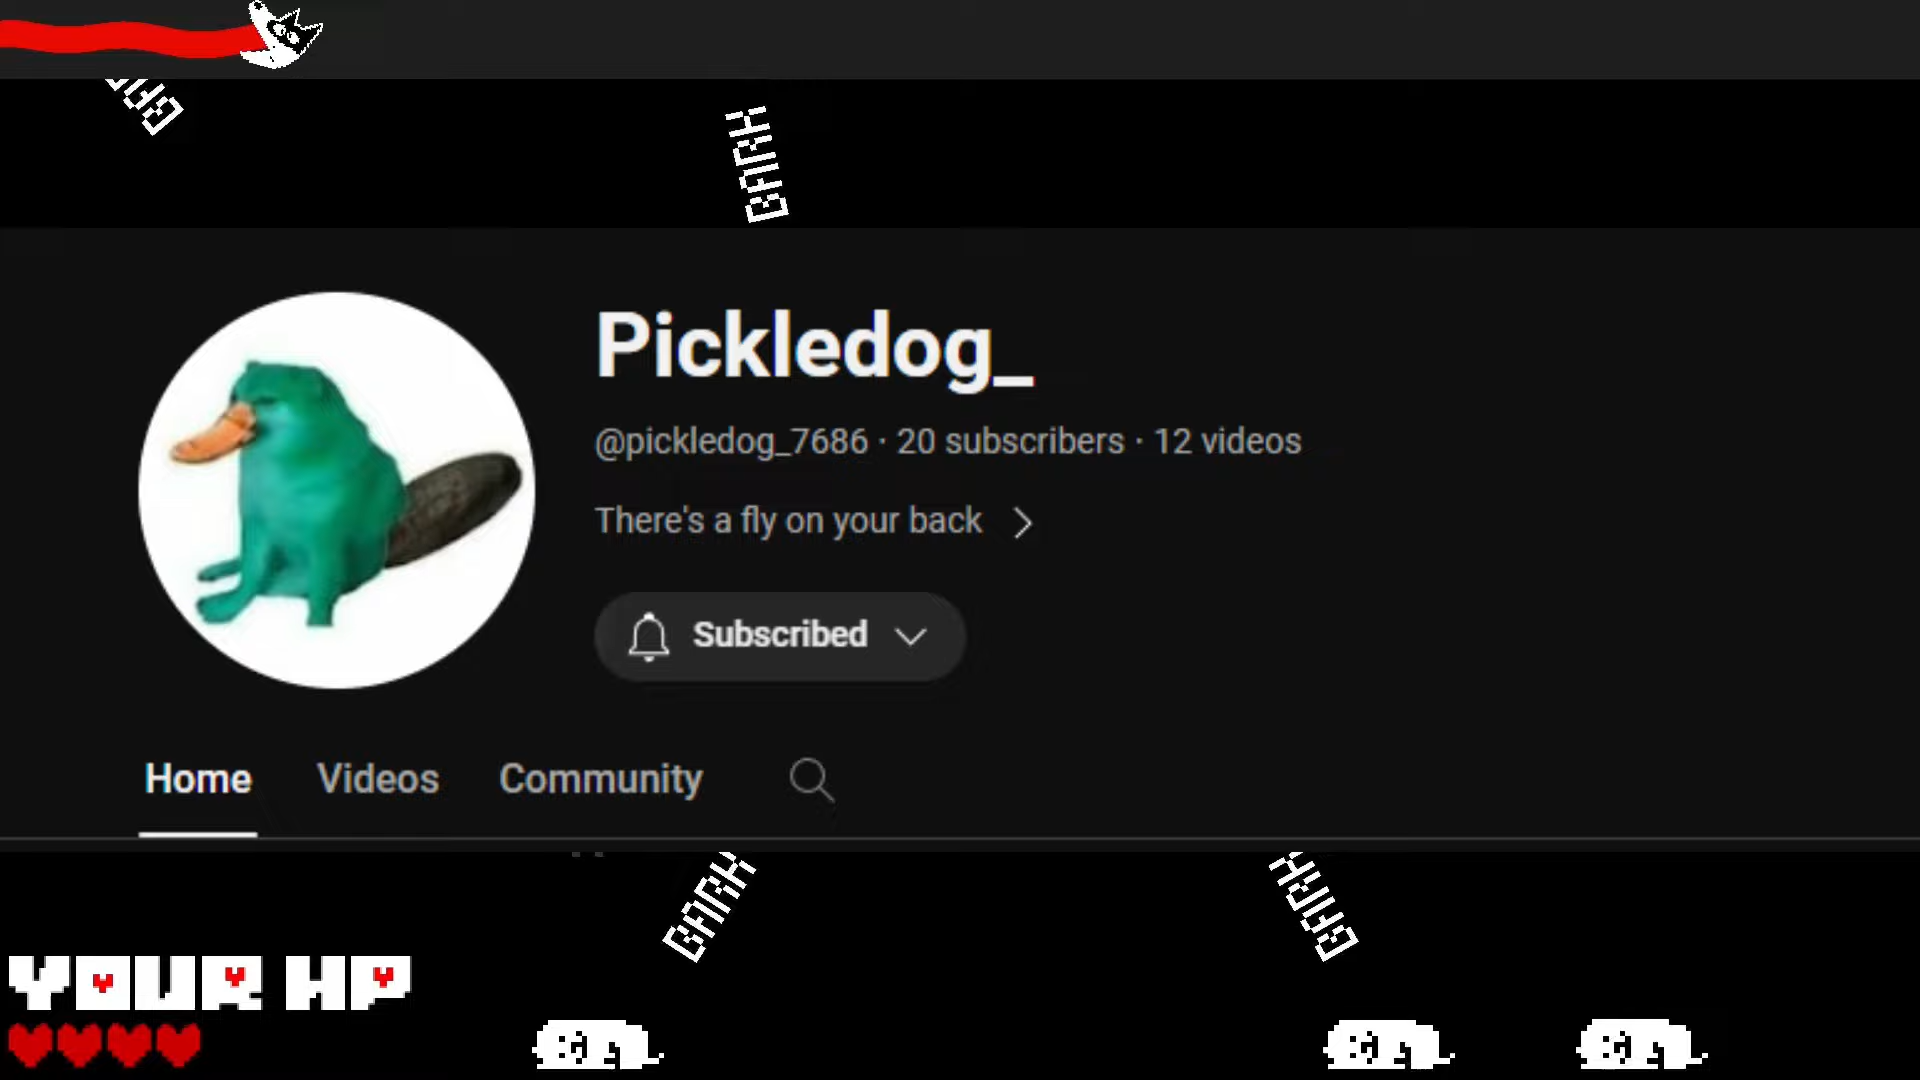 BARK
Pickledog_
@pickledog_7686 · 20 subscribers · 12 videos
There's a fly on your back
Subscribed
Home Videos Community
BARK
BARK
YOUR HP